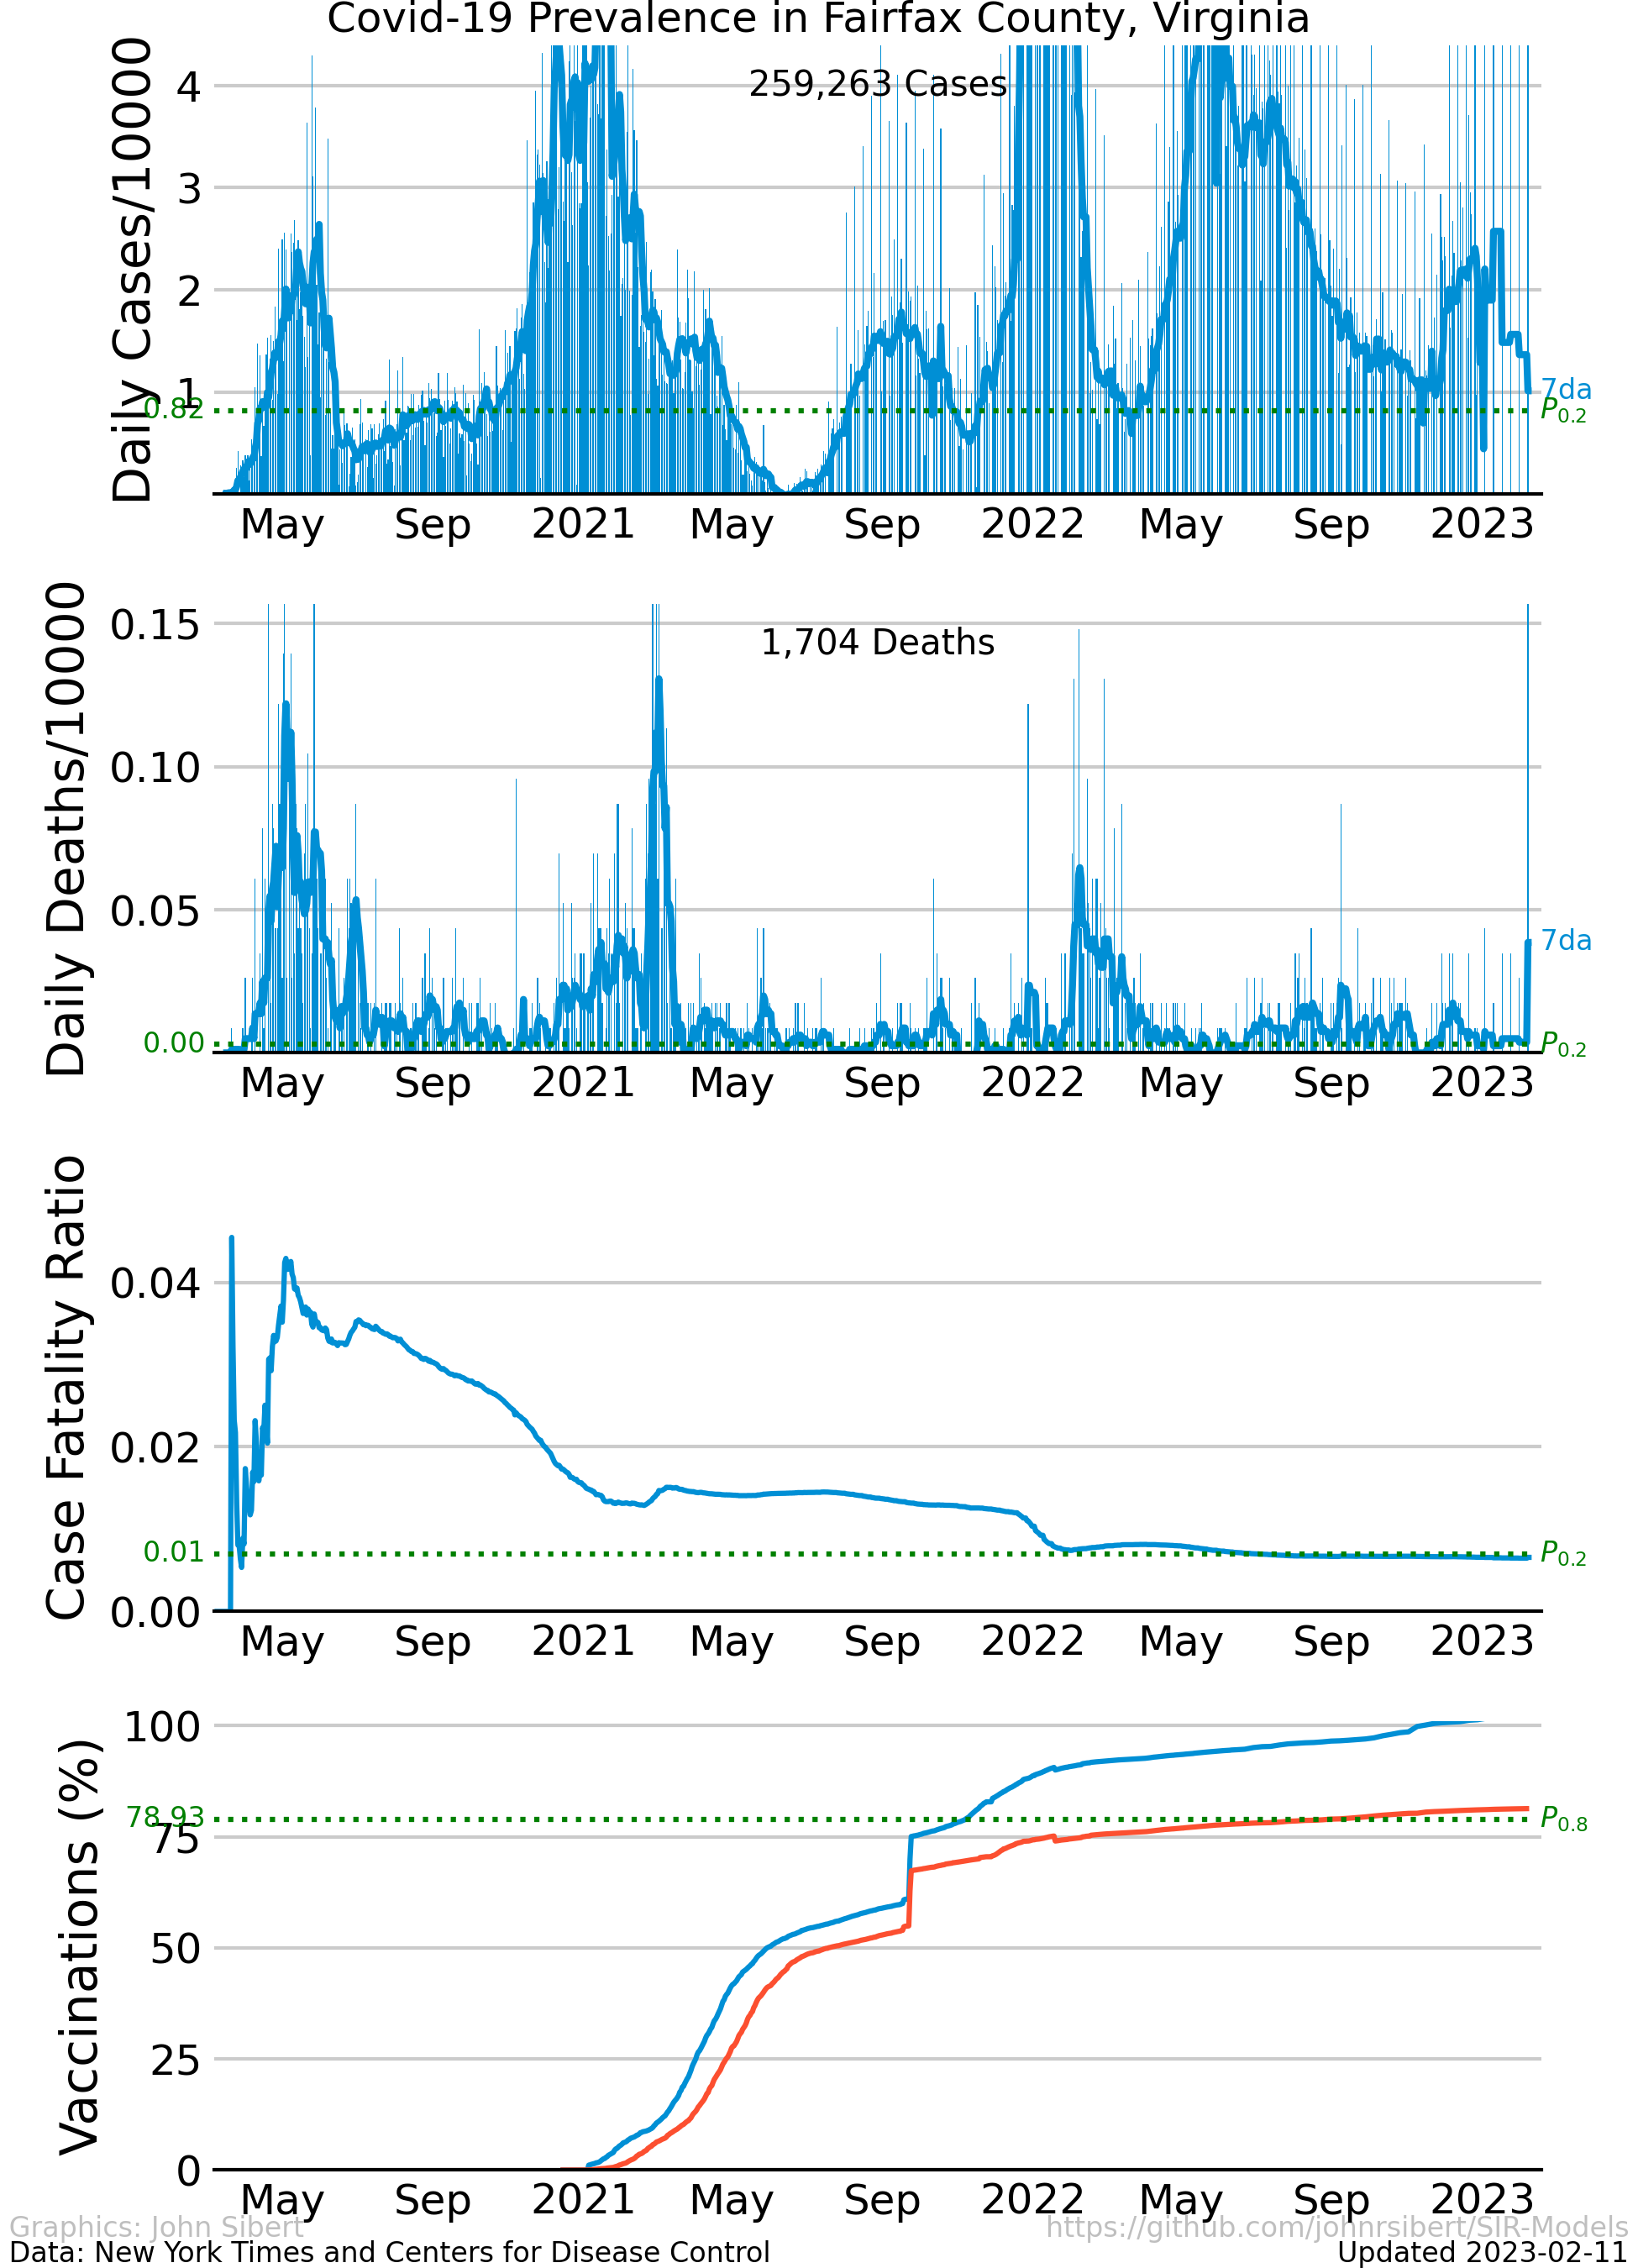 Covid-19 Prevalence in Fairfax County, Virginia
Daily Cases/10000
259,263 Cases
4
3
2
1
0.82
7da
P0.2
May Sep 2021 May Sep 2022 May Sep 2023
Daily Deaths/10000
1,704 Deaths
0.15
0.10
0.05
0.00
7da
P0.2
May Sep 2021 May Sep 2022 May Sep 2023
Case Fatality Ratio
0.04
0.02
0.01
0.00
P0.2
May Sep 2021 May Sep 2022 May Sep 2023
Vaccinations (%)
100
78.93
75
50
25
0
P0.8
May Sep 2021 May Sep 2022 May Sep 2023
Graphics: John Sibert https://github.com/johnrsibert/SIR-Models
Data: New York Times and Centers for Disease Control Updated 2023-02-11